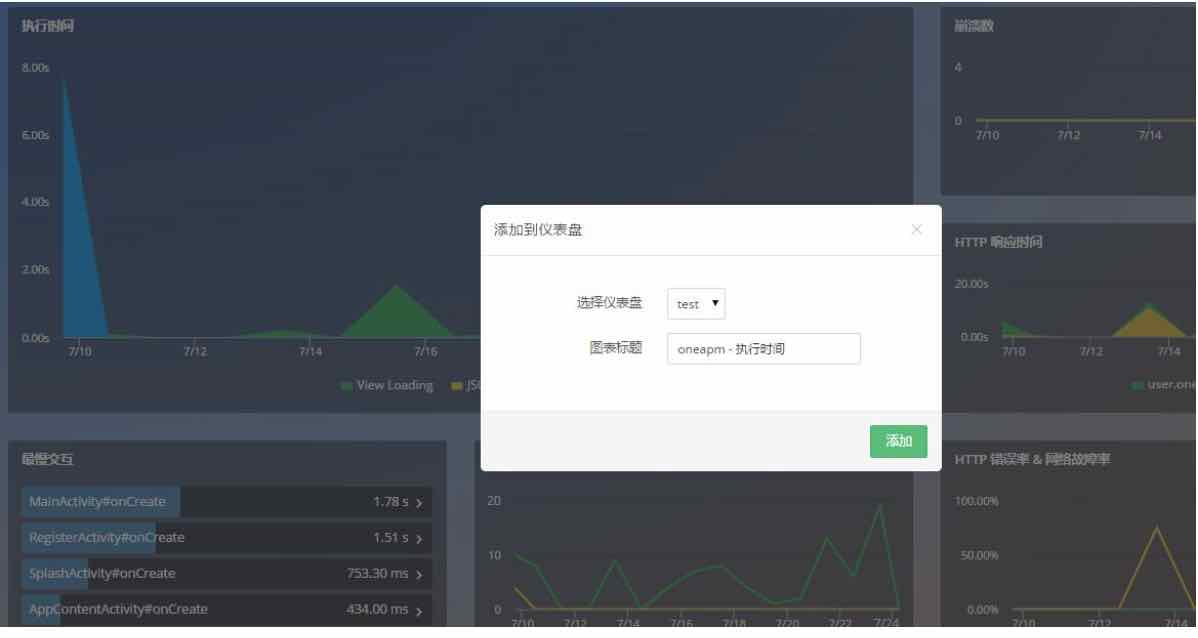 执行时间
8.00s
6.00s
4.00s
2.00s
0.00s
7/10 7/12 7/14 7/16
View Loading
崩溃数
4
0
7/10 7/12 7/14
添加到仪表盘 ×
选择仪表盘 test ▼
图表标题 oneapm - 执行时间
添加
HTTP 响应时间
20.00s
0.00s
7/10 7/12 7/14
user.one
最慢交互
MainActivity#onCreate 1.78 s >
RegisterActivity#onCreate 1.51 s >
SplashActivity#onCreate 753.30 ms >
AppContentActivity#onCreate 434.00 ms >
20
10
0
7/10 7/12 7/14 7/16 7/18 7/20 7/22 7/24
HTTP 错误率 & 网络故障率
100.00%
50.00%
0.00%
7/10 7/12 7/14